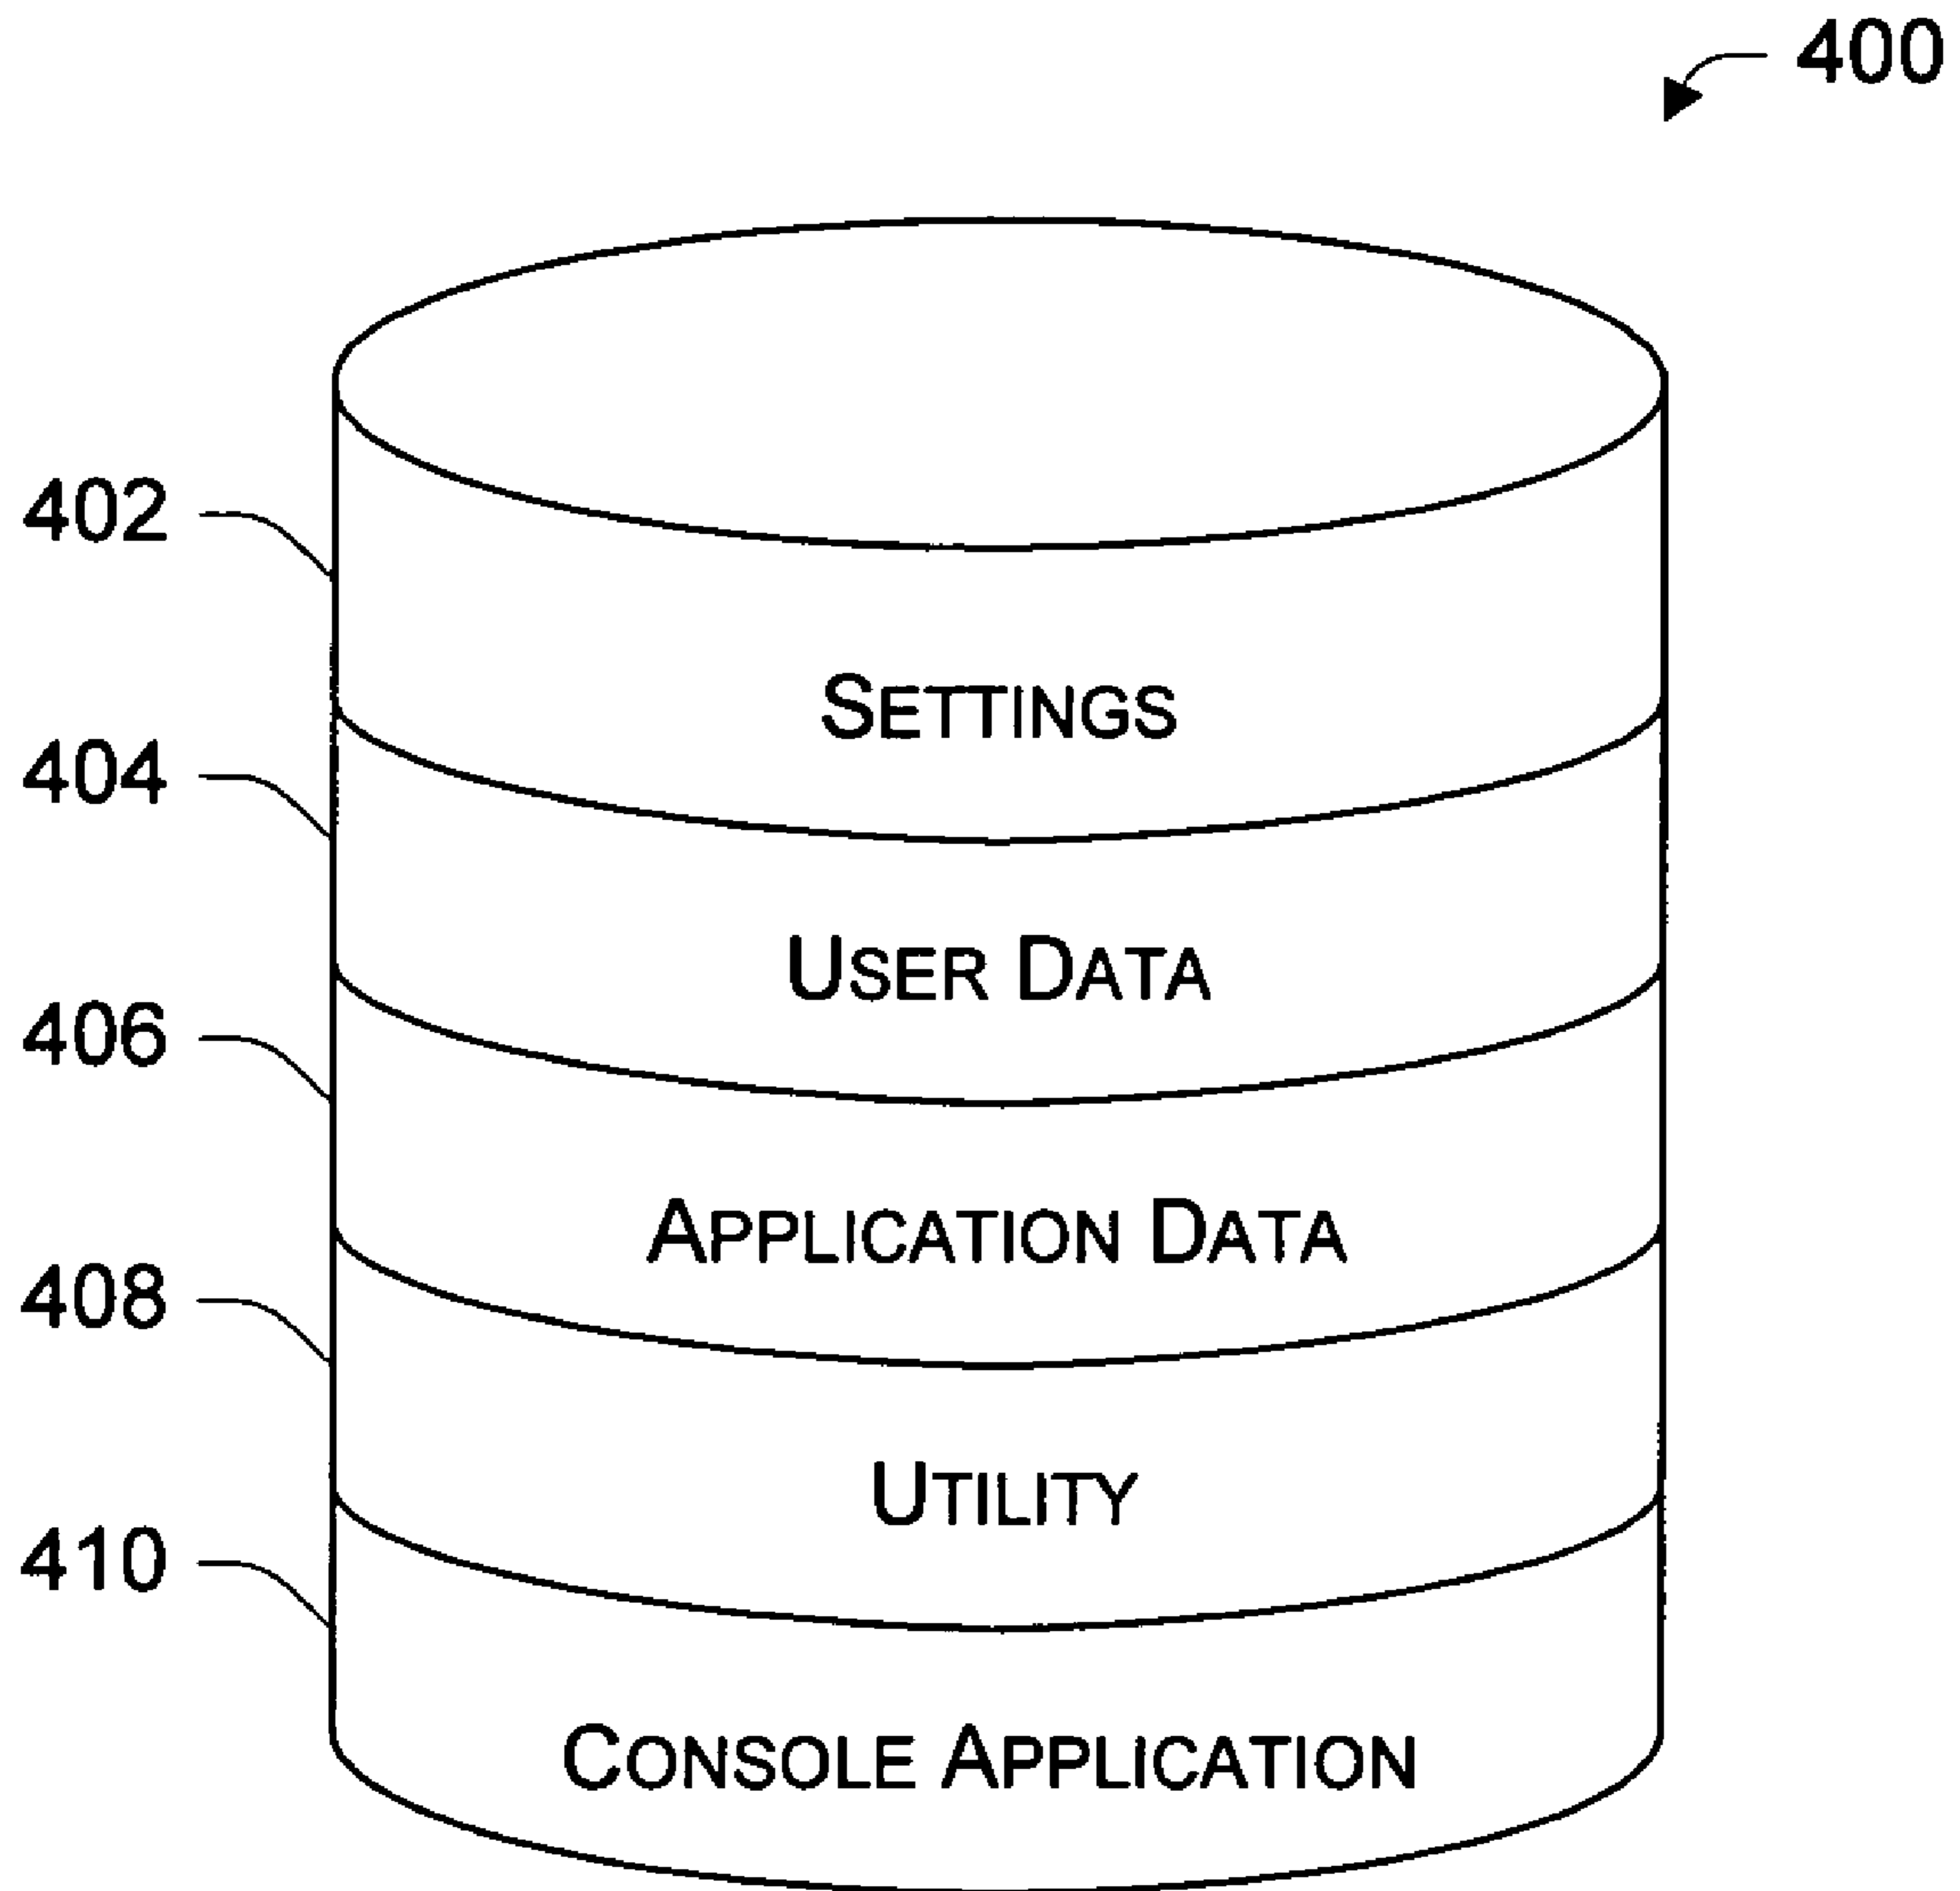 400
402
SETTINGS
404
USER DATA
406
APPLICATION DATA
408
UTILITY
410
CONSOLE APPLICATION